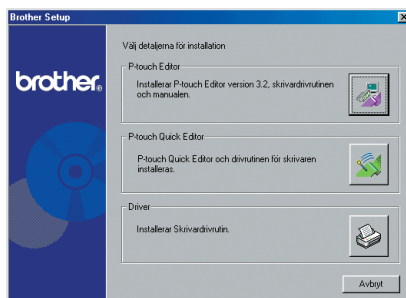 Brother Setup
Välj detaljerna för installation
brother®
P-touch Editor
Installerar P-touch Editor version 3.2, skrivardrivrutinen
och manualen.
P-touch Quick Editor
P-touch Quick Editor och drivrutinen för skrivaren
installeras.
Driver
Installerar Skrivardrivrutin.
Avbryt